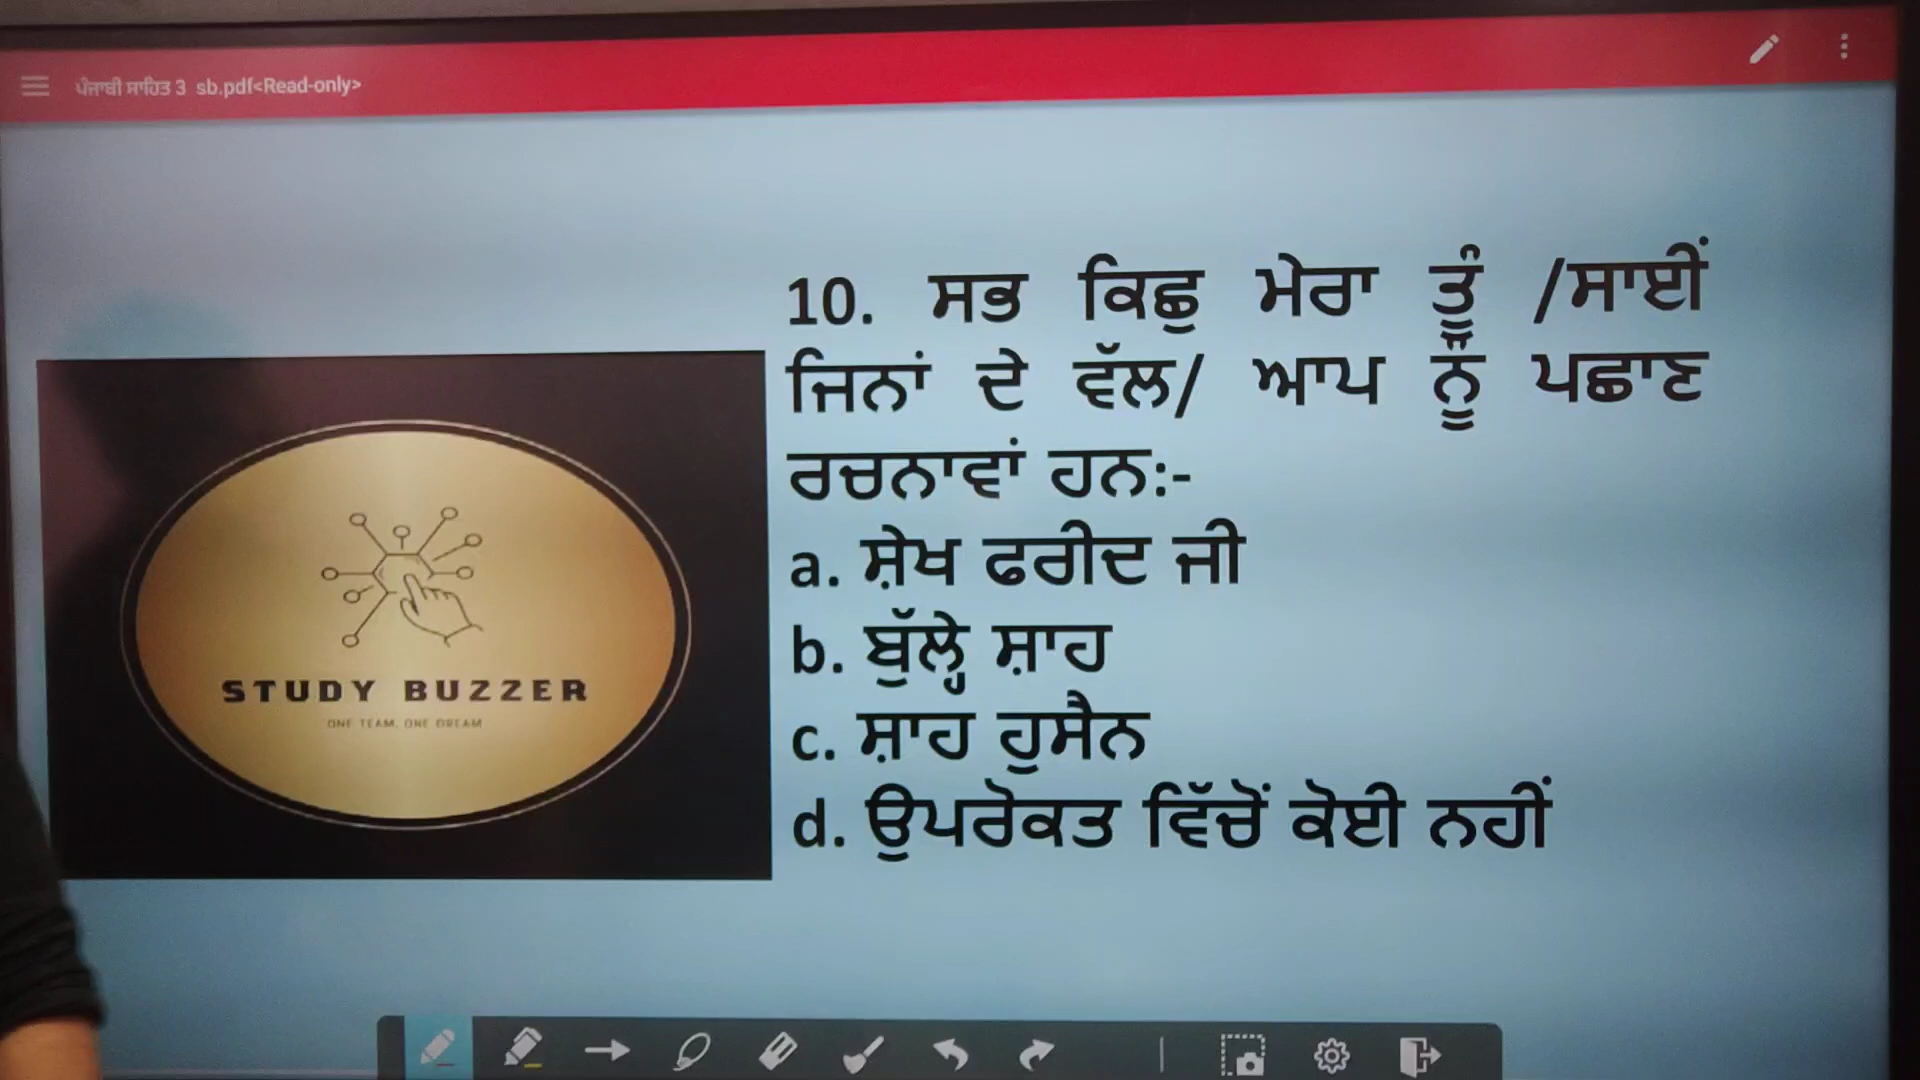 ਪੰਜਾਬੀ ਸਾਹਿਤ 3 sb.pdf<Read-only>
10. ਸਭ ਕਿਛੁ ਮੇਰਾ ਤੂੰ /ਸਾਈਂ
ਜਿਨਾਂ ਦੇ ਵੱਲ/ ਆਪ ਨੂੰ ਪਛਾਣ
ਰਚਨਾਵਾਂ ਹਨ:-
a. ਸ਼ੇਖ ਫਰੀਦ ਜੀ
b. ਬੁੱਲ੍ਹੇ ਸ਼ਾਹ
c. ਸ਼ਾਹ ਹੁਸੈਨ
d. ਉਪਰੋਕਤ ਵਿੱਚੋਂ ਕੋਈ ਨਹੀਂ
STUDY BUZZER
ONE TEAM, ONE DREAM